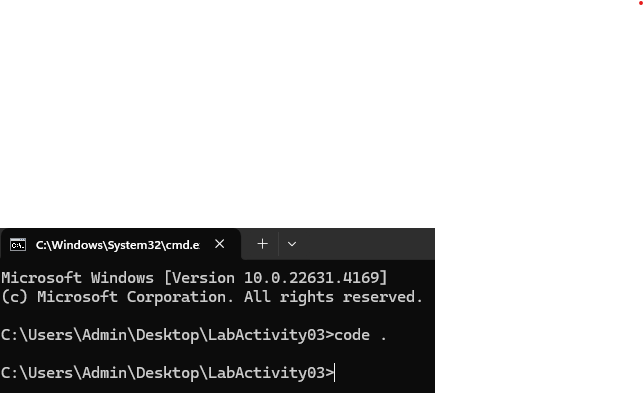 C:\Windows\System32\cmd.e
Microsoft Windows [Version 10.0.22631.4169]
(c) Microsoft Corporation. All rights reserved.
C:\Users\Admin\Desktop\LabActivity03>code .
C:\Users\Admin\Desktop\LabActivity03>